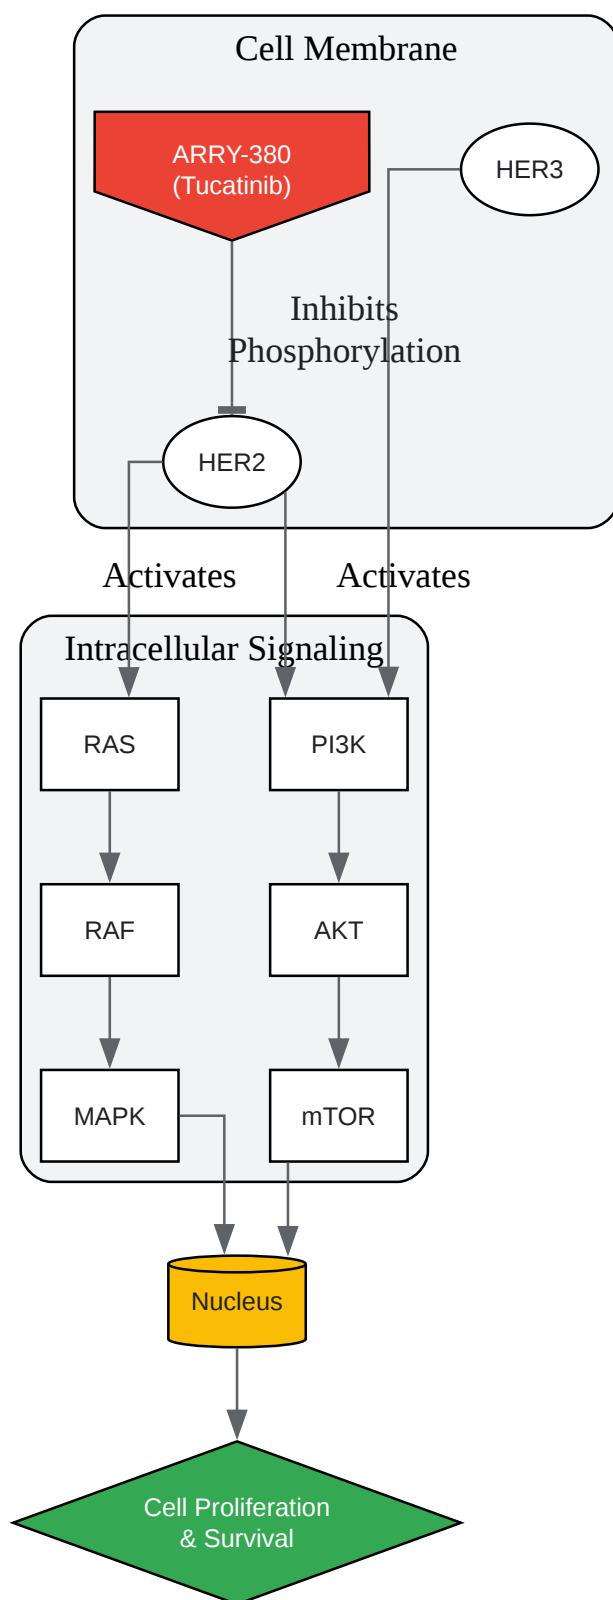 Cell Membrane
ARRY-380
(Tucatinib)
HER3
Inhibits
Phosphorylation
HER2
Activates
Activates
Intracellular Signaling
RAS
PI3K
RAF
AKT
MAPK
mTOR
Nucleus
Cell Proliferation
& Survival